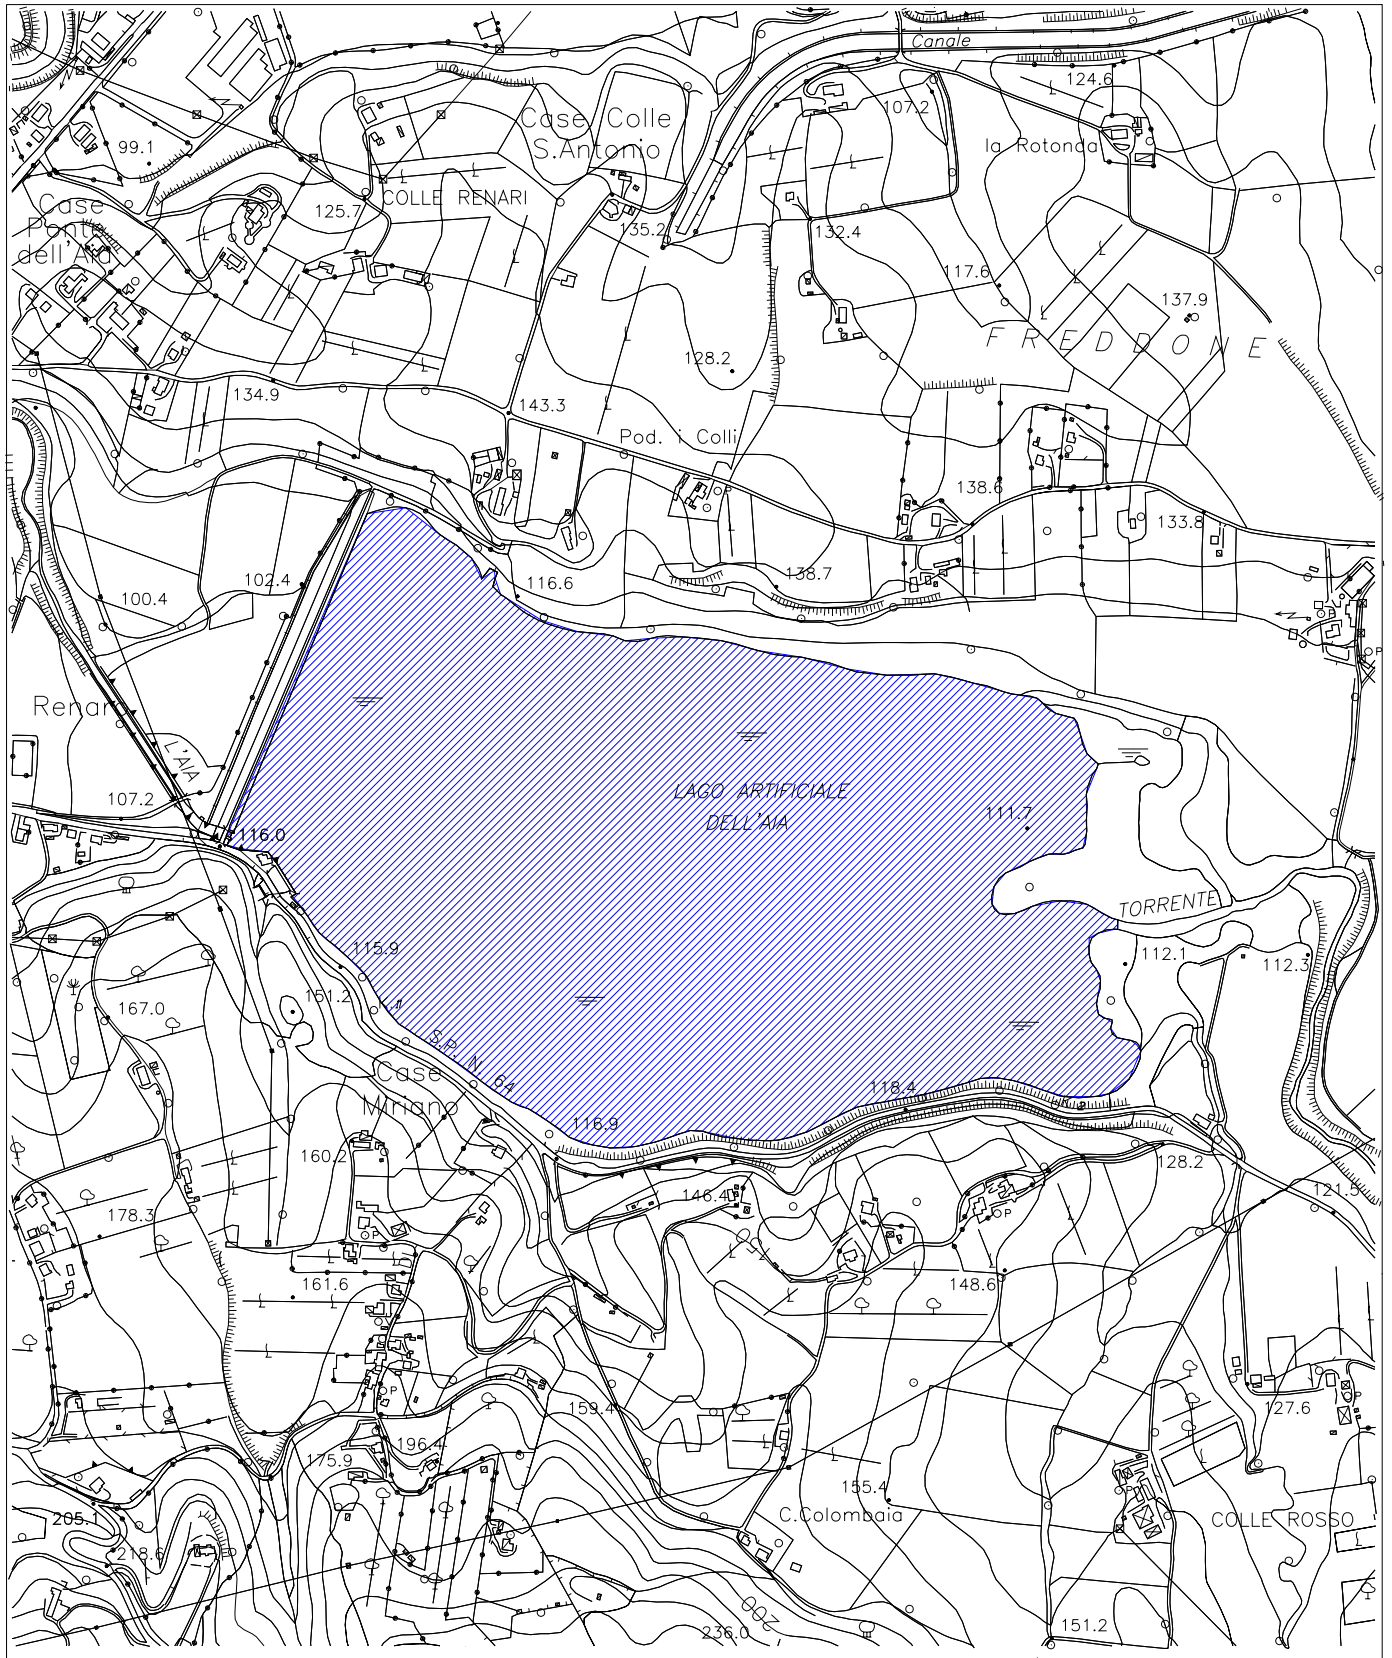 Canale
124.6
107.2
Case Colle
S.Antonio
la Rotonda
99.1
COLLE RENARI
125.7
Case
Ponte
dell'Aia
135.2
132.4
117.6
137.9
FREDDONE
128.2
134.9
143.3
Pod. i Colli
138.6
133.8
P
102.4
116.6
138.7
100.4
P
Renaro
L'AIA
107.2
LAGO ARTIFICIALE
DELL'AIA
111.7
116.0
TORRENTE
115.9
112.1
112.3
151.2
167.0
S.P. N. 64
Case
Miriano
118.4
116.9
160.2
128.2
146.4
121.5
178.3
P
P
161.6
148.6
159.4
P
P
127.6
196.4
175.9
155.4
P
C.Colombaia
COLLE ROSSO
205.1
218.6
200
236.0
151.2